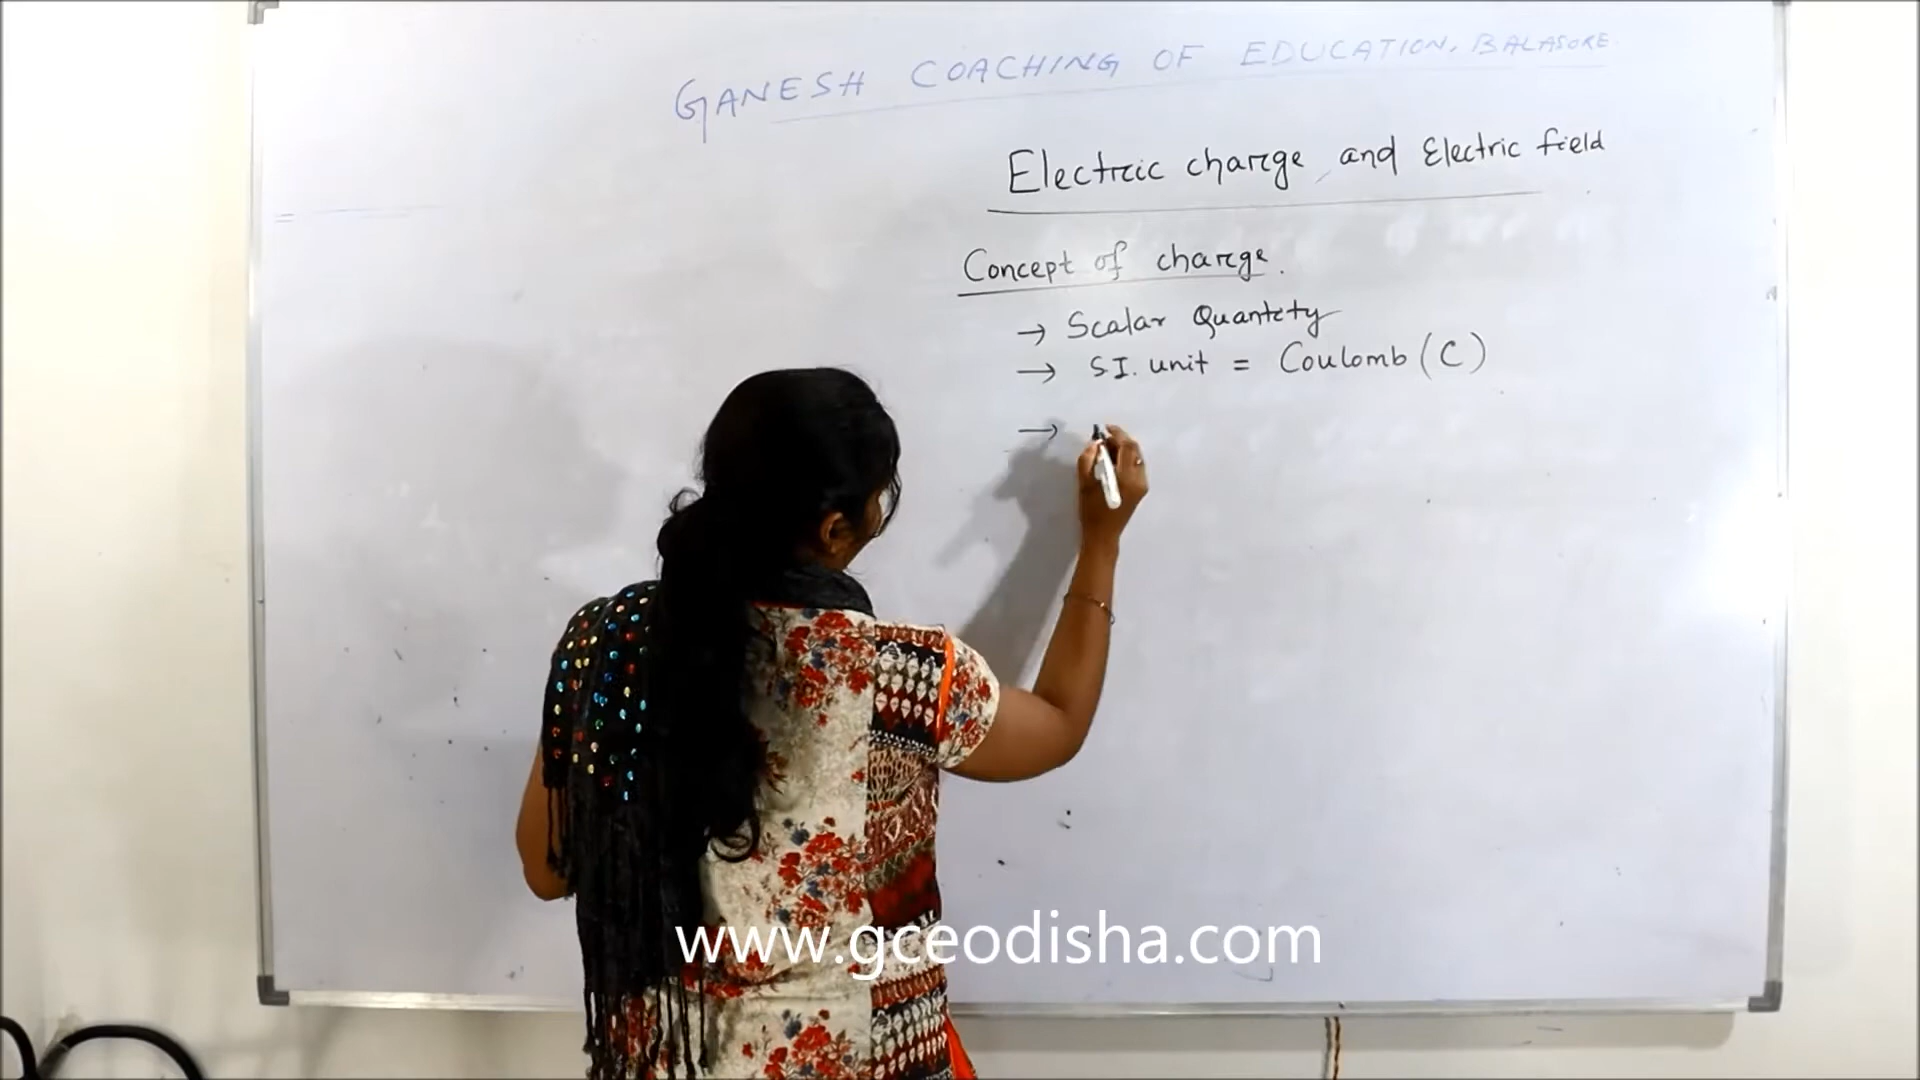 GANESH COACHING OF EDUCATION, BALASORE
Electric charge and Electric field
Concept of charge.
→ Scalar Quantity
→ S.I. unit = Coulomb (C)
→
www.gceodisha.com